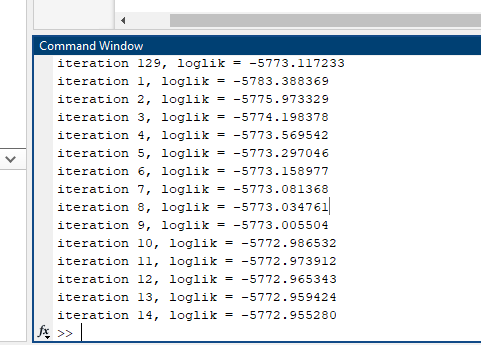 Command Window
iteration 129, loglik = -5773.117233
iteration 1, loglik = -5783.388369
iteration 2, loglik = -5775.973329
iteration 3, loglik = -5774.198378
iteration 4, loglik = -5773.569542
iteration 5, loglik = -5773.297046
iteration 6, loglik = -5773.158977
iteration 7, loglik = -5773.081368
iteration 8, loglik = -5773.034761
iteration 9, loglik = -5773.005504
iteration 10, loglik = -5772.986532
iteration 11, loglik = -5772.973912
iteration 12, loglik = -5772.965343
iteration 13, loglik = -5772.959424
iteration 14, loglik = -5772.955280
fx >>